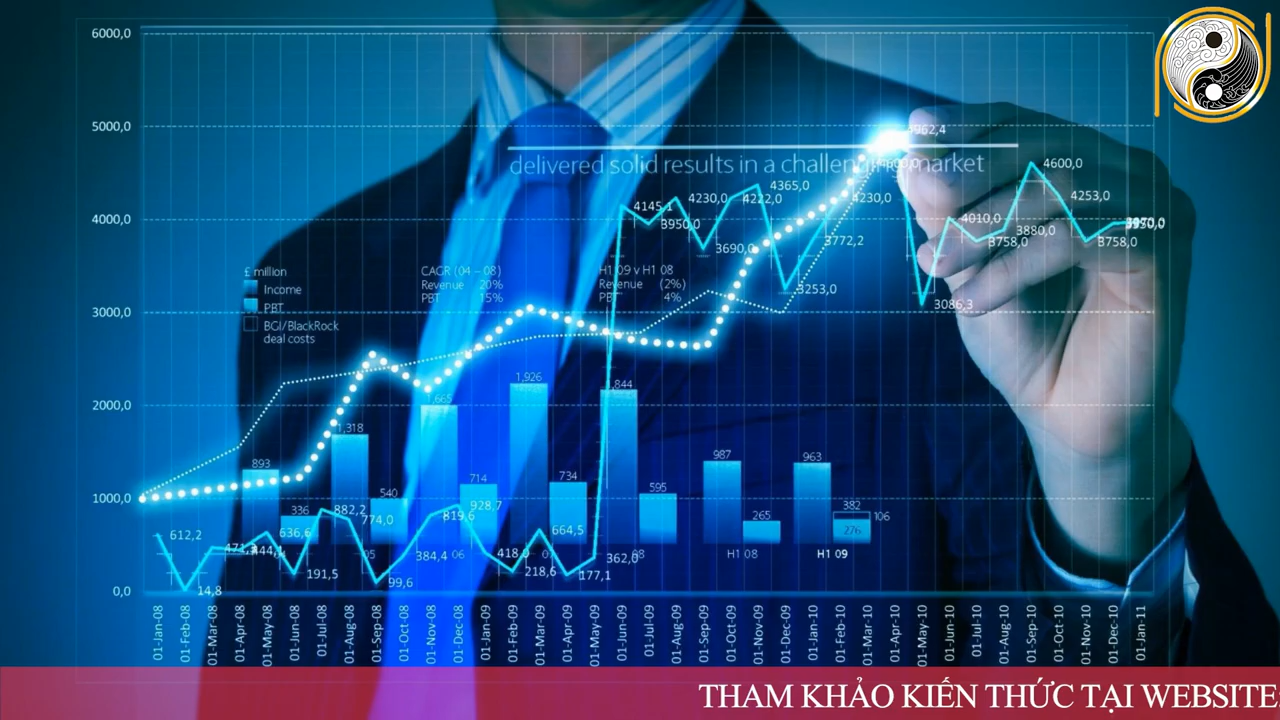 6000,0
5000,0
4000,0
3000,0
2000,0
1000,0
0,0
delivered solid results in a market
£ million
Income
PBT
BGI/BlackRock
deal costs
CAGR (04 – 08)
Revenue 20%
PBT 15%
H1 09 v H1 08
Revenue (2%)
PBT 4%
4145,1
3950,0
4230,0
3690,0
4222,0
4365,0
3253,0
3772,2
4230,0
3086,3
4010,0
3758,0
3880,0
4600,0
4253,0
3758,0
893
336
1,318
540
1,665
714
1,926
734
1,844
595
987
265
963
382
106
276
612,2
14,8
444,1
636,6
191,5
882,2
774,0
99,6
384,4
819,6
928,7
418,0
218,6
664,5
177,1
362,0
05
06
H1 08
H1 09
01-Jan-08
01-Feb-08
01-Mar-08
01-Apr-08
01-May-08
01-Jun-08
01-Jul-08
01-Aug-08
01-Sep-08
01-Oct-08
01-Nov-08
01-Dec-08
01-Jan-09
01-Feb-09
01-Mar-09
01-Apr-09
01-May-09
01-Jun-09
01-Jul-09
01-Aug-09
01-Sep-09
01-Oct-09
01-Nov-09
01-Dec-09
01-Jan-10
01-Feb-10
01-Mar-10
01-Apr-10
01-May-10
01-Jun-10
01-Jul-10
01-Aug-10
01-Sep-10
01-Oct-10
01-Nov-10
01-Dec-10
01-Jan-11
THAM KHẢO KIẾN THỨC TẠI WEBSITE: